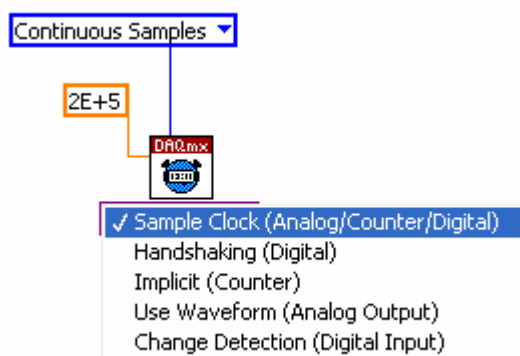 Continuous Samples
2E+5
DAQmx
Sample Clock (Analog/Counter/Digital)
Handshaking (Digital)
Implicit (Counter)
Use Waveform (Analog Output)
Change Detection (Digital Input)